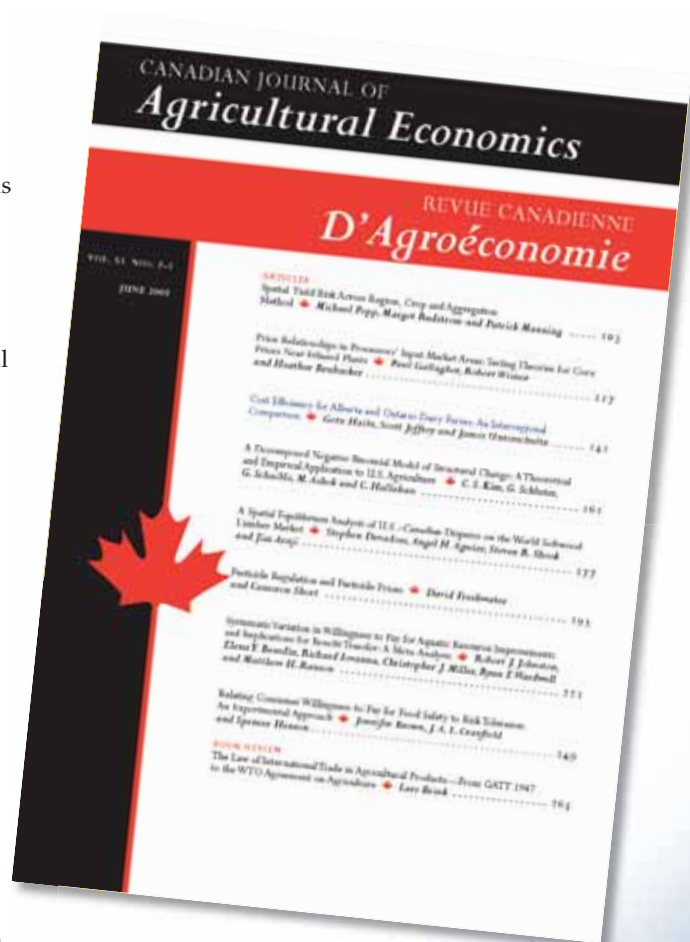 CANADIAN JOURNAL OF
Agricultural Economics
REVUE CANADIENNE
D'Agroéconomie
JUNE
ARTICLES
Spatial Yield Risk Across Region, Crop and Aggregation
Method Michael Popp, Margot Rudstrom and Patrick Manning
Price Relationships in Processors' Input Market Areas: Testing Theories for Corn
Prices Near Ethanol Plants Paul Gallagher, Robert Wisner
and Heather Brubacker
Cost Efficiency for Alberta and Ontario Dairy Farms: An Interregional
Comparison Getu Hailu, Scott Jeffrey and James Unterschultz
A Decomposed Negative Binomial Model of Structural Change: A Theoretical
and Empirical Application to U.S. Agriculture C. S. Kim, G. Schluter,
G. Schaible, M. Ashok and C. Hallahan
A Spatial Equilibrium Analysis of U.S.-Canadian Disputes on the World Softwood
Lumber Market Stephen Devadoss, Angel H. Aguiar, Steven R. Shook
and Jim Araji
Pesticide Regulation and Pesticide Prices David Freshwater
and Cameron Short
Systematic Variation in Willingness to Pay for Aquatic Resource Improvements
and Implications for Benefit Transfer: A Meta-Analysis Robert J. Johnston,
Elena Y. Besedin, Richard Iovanna, Christopher J. Miller, Ryan F. Wardwell
and Matthew H. Ranson
Relating Consumer Willingness to Pay for Food Safety to Risk Tolerance:
An Experimental Approach Jennifer Brown, J. A. L. Cranfield
and Spencer Henson
BOOK REVIEW
The Law of International Trade in Agricultural Products—From GATT 1947
to the WTO Agreement on Agriculture Lars Brink